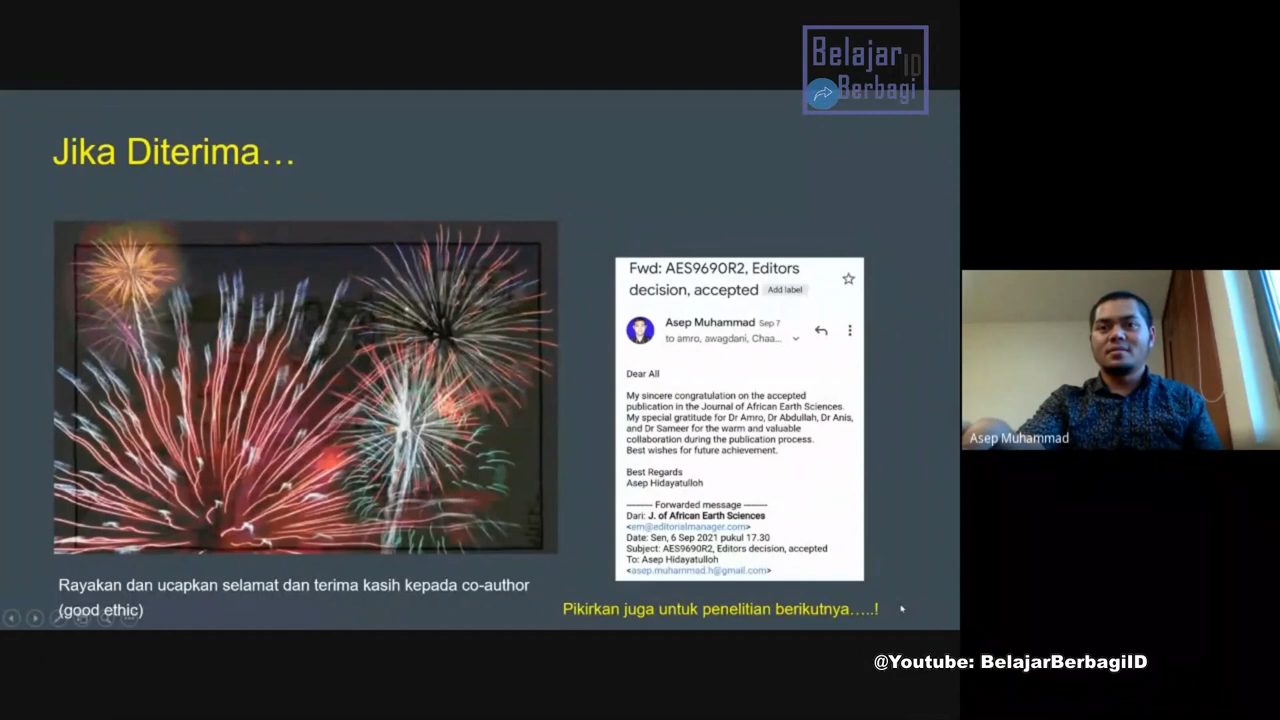 Belajar ID
Berbagi
Jika Diterima…
Fwd: AES9690R2, Editors
decision, accepted Add label
Asep Muhammad Sep 7
to amro, awagdani, Chaa...
Dear All
My sincere congratulation on the accepted
publication in the Journal of African Earth Sciences.
My special gratitude for Dr Amro, Dr Abdullah, Dr Anis,
and Dr Sameer for the warm and valuable
collaboration during the publication process.
Best wishes for future achievement.
Best Regards
Asep Hidayatulloh
-------- Forwarded message --------
Dari: J. of African Earth Sciences
<em@editorialmanager.com>
Date: Sen, 6 Sep 2021 pukul 17.30
Subject: AES9690R2, Editors decision, accepted
To: Asep Hidayatulloh
<asep.muhammad.h@gmail.com>
Rayakan dan ucapkan selamat dan terima kasih kepada co-author
(good ethic)
Pikirkan juga untuk penelitian berikutnya…..!
Asep Muhammad
@Youtube: BelajarBerbagiID